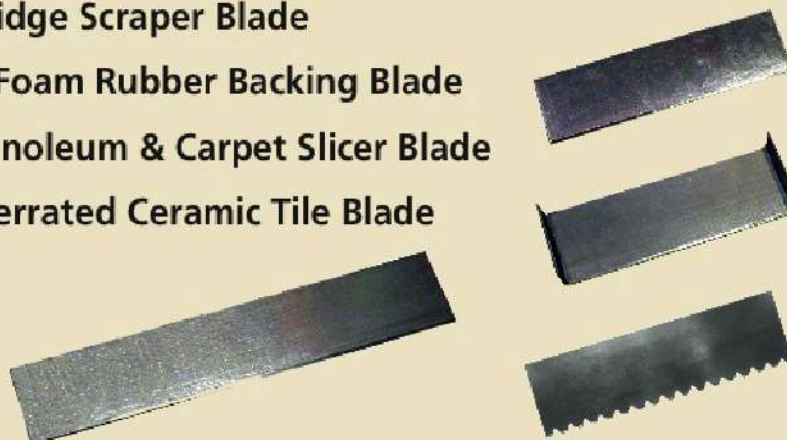 idge Scraper Blade
Foam Rubber Backing Blade
noleum & Carpet Slicer Blade
errated Ceramic Tile Blade